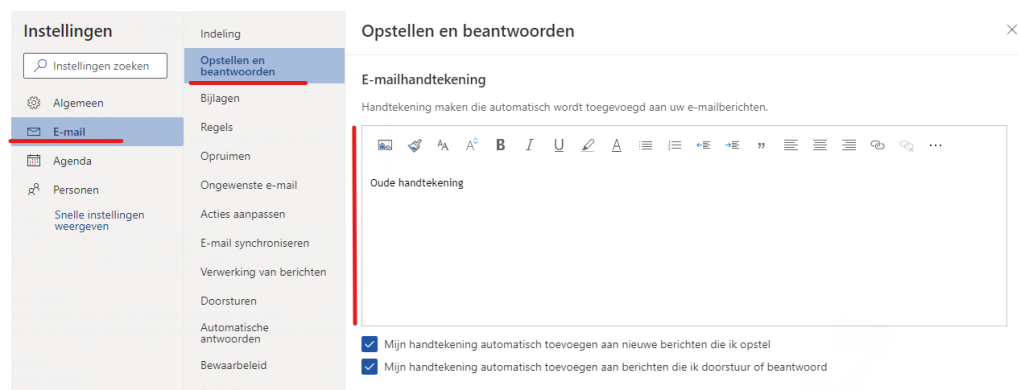 Instellingen
Instellingen zoeken
Algemeen
E-mail
Agenda
Personen
Snelle instellingen
weergeven
Indeling
Opstellen en
beantwoorden
Bijlagen
Regels
Opruimen
Ongewenste e-mail
Acties aanpassen
E-mail synchroniseren
Verwerking van berichten
Doorsturen
Automatische
antwoorden
Bewaarbeleid
Opstellen en beantwoorden
E-mailhandtekening
Handtekening maken die automatisch wordt toegevoegd aan uw e-mailberichten.
B I U A
Oude handtekening
Mijn handtekening automatisch toevoegen aan nieuwe berichten die ik opstel
Mijn handtekening automatisch toevoegen aan berichten die ik doorstuur of beantwoord